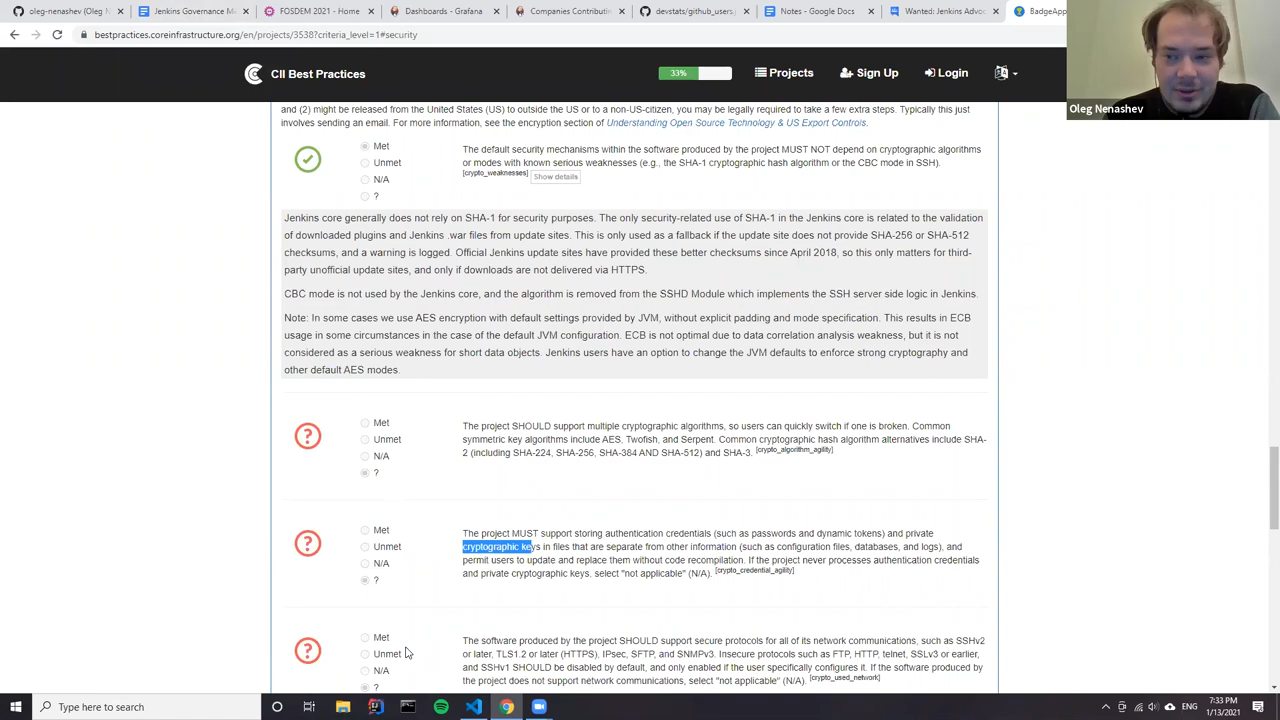 oleg-nenashev (Oleg N
Jenkins Governance M
FOSDEM 2021 - Home
Dashboards - Grafana
Companies Contributin
devstats/github_users.j
Notes - Google Docs
Wanted: Jenkins Advoc
BadgeApp
bestpractices.coreinfrastructure.org/en/projects/3538?criteria_level=1#security
CII Best Practices
33%
Projects
Sign Up
Login
Oleg Nenashev
and (2) might be released from the United States (US) to outside the US or to a non-US-citizen, you may be legally required to take a few extra steps. Typically this just
involves sending an email. For more information, see the encryption section of Understanding Open Source Technology & US Export Controls.
Met
Unmet
N/A
?
The default security mechanisms within the software produced by the project MUST NOT depend on cryptographic algorithms
or modes with known serious weaknesses (e.g., the SHA-1 cryptographic hash algorithm or the CBC mode in SSH).
[crypto_weaknesses] Show details
Jenkins core generally does not rely on SHA-1 for security purposes. The only security-related use of SHA-1 in the Jenkins core is related to the validation
of downloaded plugins and Jenkins .war files from update sites. This is only used as a fallback if the update site does not provide SHA-256 or SHA-512
checksums, and a warning is logged. Official Jenkins update sites have provided these better checksums since April 2018, so this only matters for third-
party unofficial update sites, and only if downloads are not delivered via HTTPS.
CBC mode is not used by the Jenkins core, and the algorithm is removed from the SSHD Module which implements the SSH server side logic in Jenkins.
Note: In some cases we use AES encryption with default settings provided by JVM, without explicit padding and mode specification. This results in ECB
usage in some circumstances in the case of the default JVM configuration. ECB is not optimal due to data correlation analysis weakness, but it is not
considered as a serious weakness for short data objects. Jenkins users have an option to change the JVM defaults to enforce strong cryptography and
other default AES modes.
Met
Unmet
N/A
?
The project SHOULD support multiple cryptographic algorithms, so users can quickly switch if one is broken. Common
symmetric key algorithms include AES, Twofish, and Serpent. Common cryptographic hash algorithm alternatives include SHA-
2 (including SHA-224, SHA-256, SHA-384 AND SHA-512) and SHA-3. [crypto_algorithm_agility]
Met
Unmet
N/A
?
The project MUST support storing authentication credentials (such as passwords and dynamic tokens) and private
cryptographic keys in files that are separate from other information (such as configuration files, databases, and logs), and
permit users to update and replace them without code recompilation. If the project never processes authentication credentials
and private cryptographic keys, select "not applicable" (N/A). [crypto_credential_agility]
Met
Unmet
N/A
?
The software produced by the project SHOULD support secure protocols for all of its network communications, such as SSHv2
or later, TLS1.2 or later (HTTPS), IPsec, SFTP, and SNMPv3. Insecure protocols such as FTP, HTTP, telnet, SSLv3 or earlier,
and SSHv1 SHOULD be disabled by default, and only enabled if the user specifically configures it. If the software produced by
the project does not support network communications, select "not applicable" (N/A). [crypto_used_network]
Type here to search
ENG
7:33 PM
1/13/2021